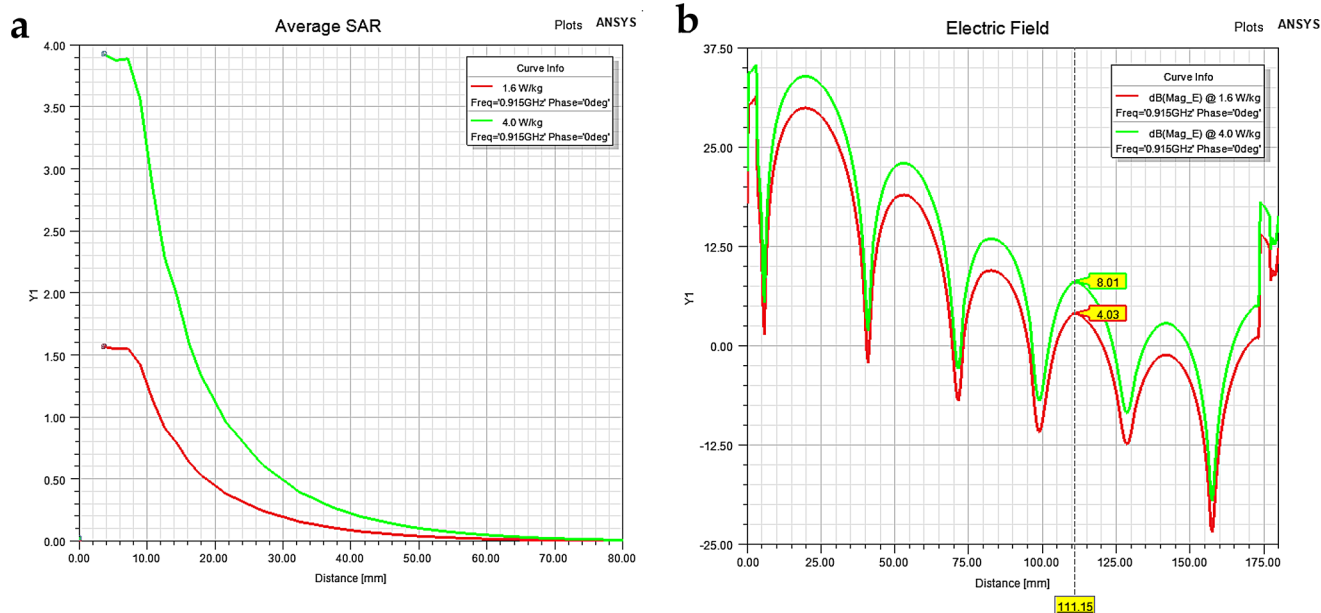 a
Average SAR
Plots
ANSYS
4.00
3.50
3.00
2.50
2.00
1.50
1.00
0.50
0.00
Y1
Curve Info
1.6 W/kg
Freq='0.915GHz' Phase='0deg'
4.0 W/kg
Freq='0.915GHz' Phase='0deg'
0.00 10.00 20.00 30.00 40.00 50.00 60.00 70.00 80.00
Distance [mm]
b
Electric Field
Plots
ANSYS
37.50
25.00
12.50
0.00
-12.50
-25.00
Y1
Curve Info
dB(Mag_E) @ 1.6 W/kg
Freq='0.915GHz' Phase='0deg'
dB(Mag_E) @ 4.0 W/kg
Freq='0.915GHz' Phase='0deg'
8.01
4.03
0.00 25.00 50.00 75.00 100.00 125.00 150.00 175.00
Distance [mm]
111.15